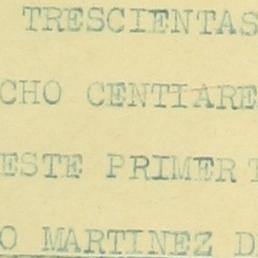 TRESCIENTAS
CHO CENTIARE
ESTE PRIMER T
O MARTINEZ D